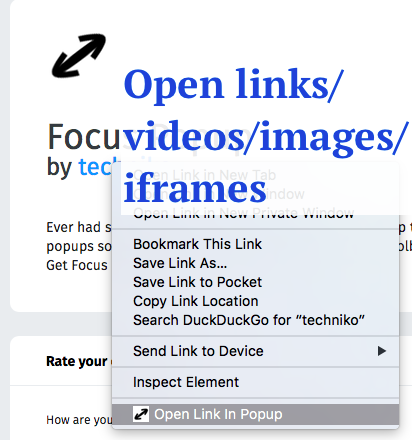 Open links/
videos/images/
iframes
Focus
by techniko
Open Link in New Tab
Window
Open Link in New Private Window
Ever had s
popups so
Get Focus
Bookmark This Link
Save Link As...
Save Link to Pocket
Copy Link Location
Search DuckDuckGo for “techniko”
Send Link to Device
Inspect Element
Open Link In Popup
Rate your
How are you